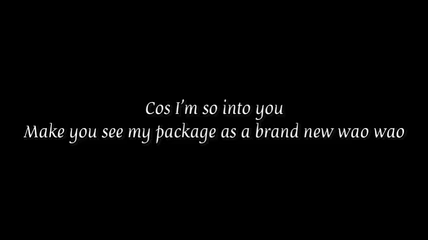 Cos I'm so into you
Make you see my package as a brand new wao wao